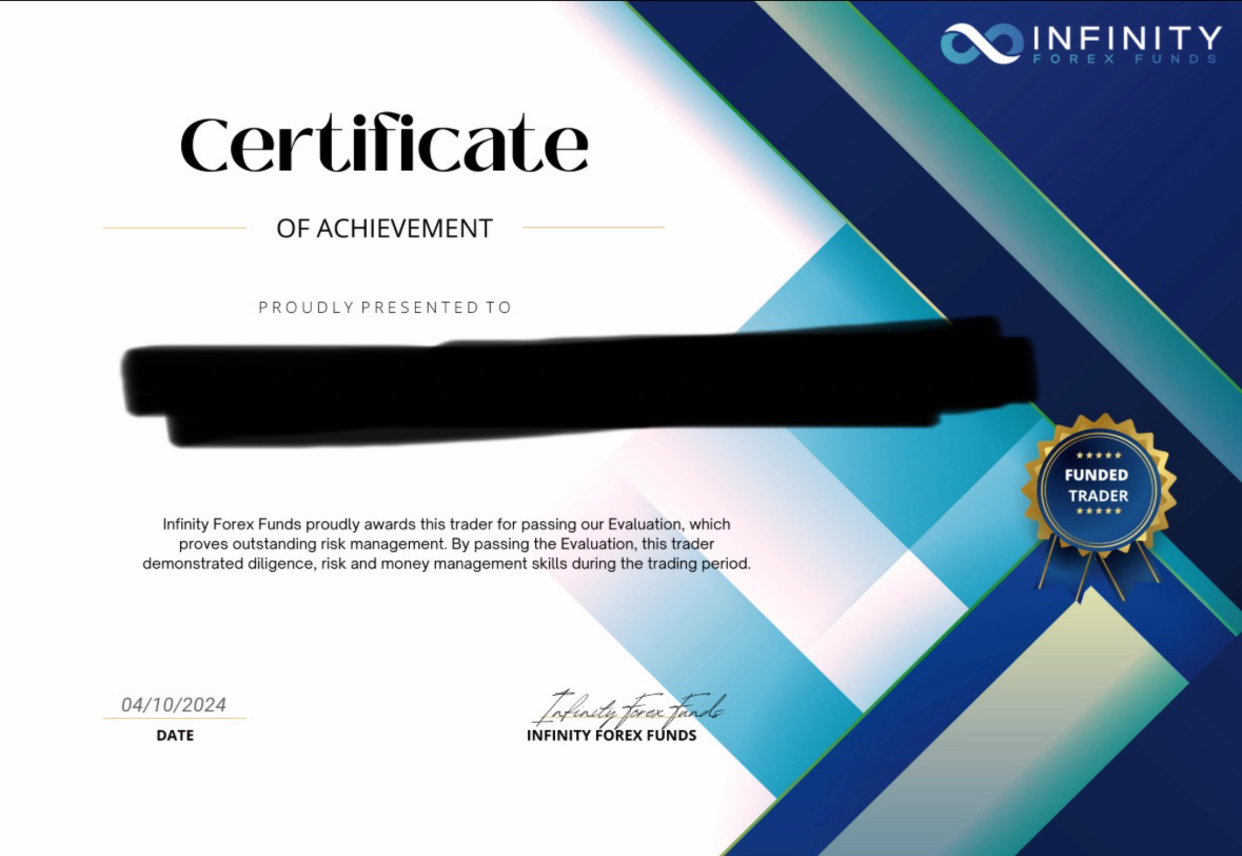 INFINITY
FOREX FUNDS
Certificate
OF ACHIEVEMENT
PROUDLY PRESENTED TO
FUNDED
TRADER
Infinity Forex Funds proudly awards this trader for passing our Evaluation, which
proves outstanding risk management. By passing the Evaluation, this trader
demonstrated diligence, risk and money management skills during the trading period.
04/10/2024
DATE
Infinity Forex Funds
INFINITY FOREX FUNDS